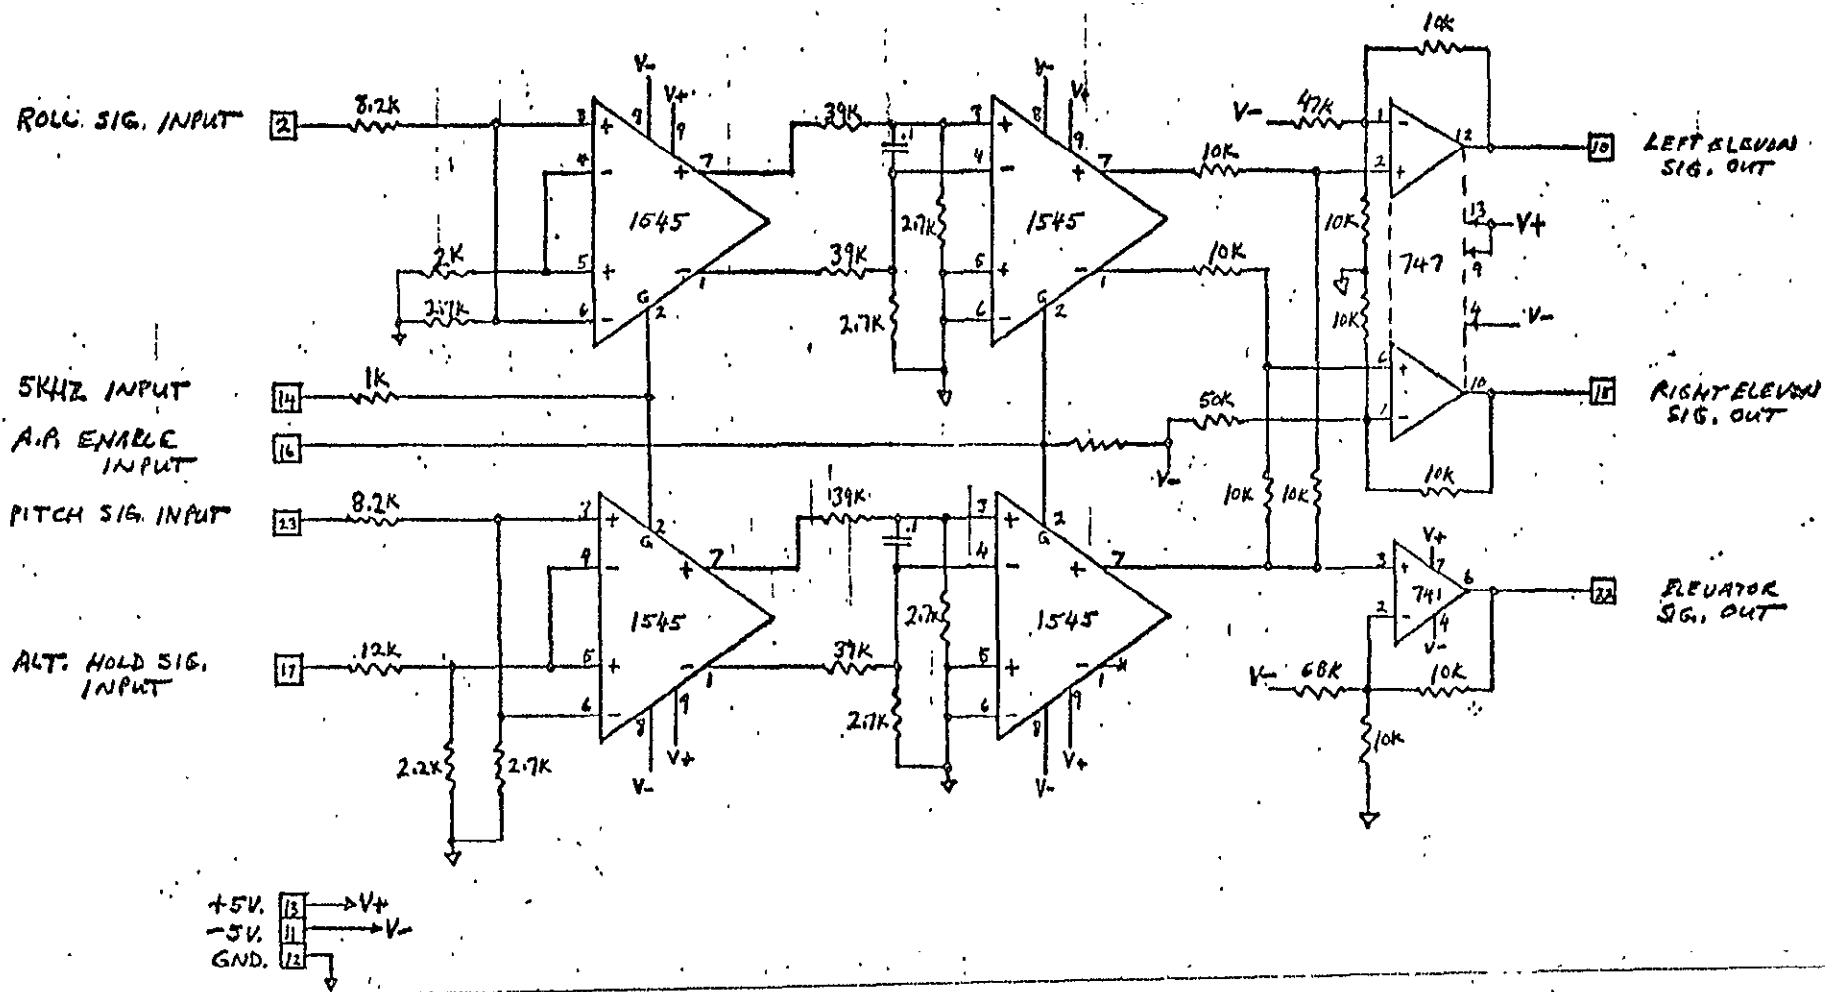 10K
V-
V+
V-
V+
ROLL SIG. INPUT
2
8.2K
3
+
8
9
39K
.1
3
+
8
9
V-
47K
1
-
12
10
LEFT ELEVON
SIG. OUT
4
-
7
+
4
-
7
+
10K
2
+
1545
2.7K
1545
10K
13
V+
747
9
2K
5
+
-
1
39K
5
+
-
1
10K
2.7K
6
-
G
2
2.7K
6
-
G
2
10K
4
V-
5KHZ INPUT
14
1K
6
+
10
15
RIGHT ELEVON
SIG. OUT
50K
-
A.P. ENABLE
INPUT
16
V-
10K
10K
10K
PITCH SIG. INPUT
23
8.2K
3
+
2
G
39K
.1
3
+
2
G
4
-
7
+
4
-
7
+
V+
3
+
7
741
6
22
ELEVATOR
SIG. OUT
2
-
4
V-
1545
2.7K
1545
ALT. HOLD SIG.
INPUT
17
12K
5
+
-
1
39K
5
+
-
1
V-
68K
10K
6
-
8
9
2.7K
6
-
8
9
2.2K
2.7K
V-
V+
V-
V+
10K
+5V.
13
V+
-5V.
11
V-
GND.
12